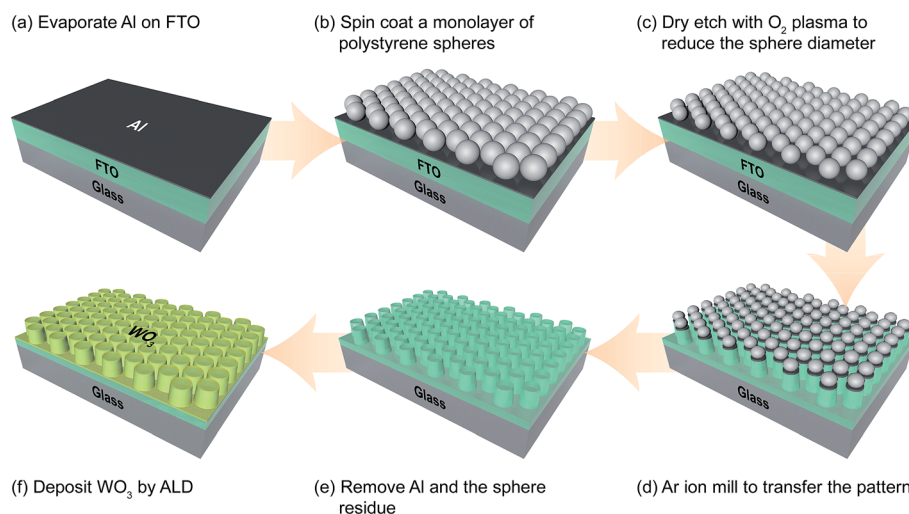 (a) Evaporate Al on FTO
(b) Spin coat a monolayer of
polystyrene spheres
(c) Dry etch with O₂ plasma to
reduce the sphere diameter
Al
FTO
Glass
FTO
Glass
FTO
Glass
WO₃
Glass
Glass
Glass
(f) Deposit WO₃ by ALD
(e) Remove Al and the sphere
residue
(d) Ar ion mill to transfer the pattern